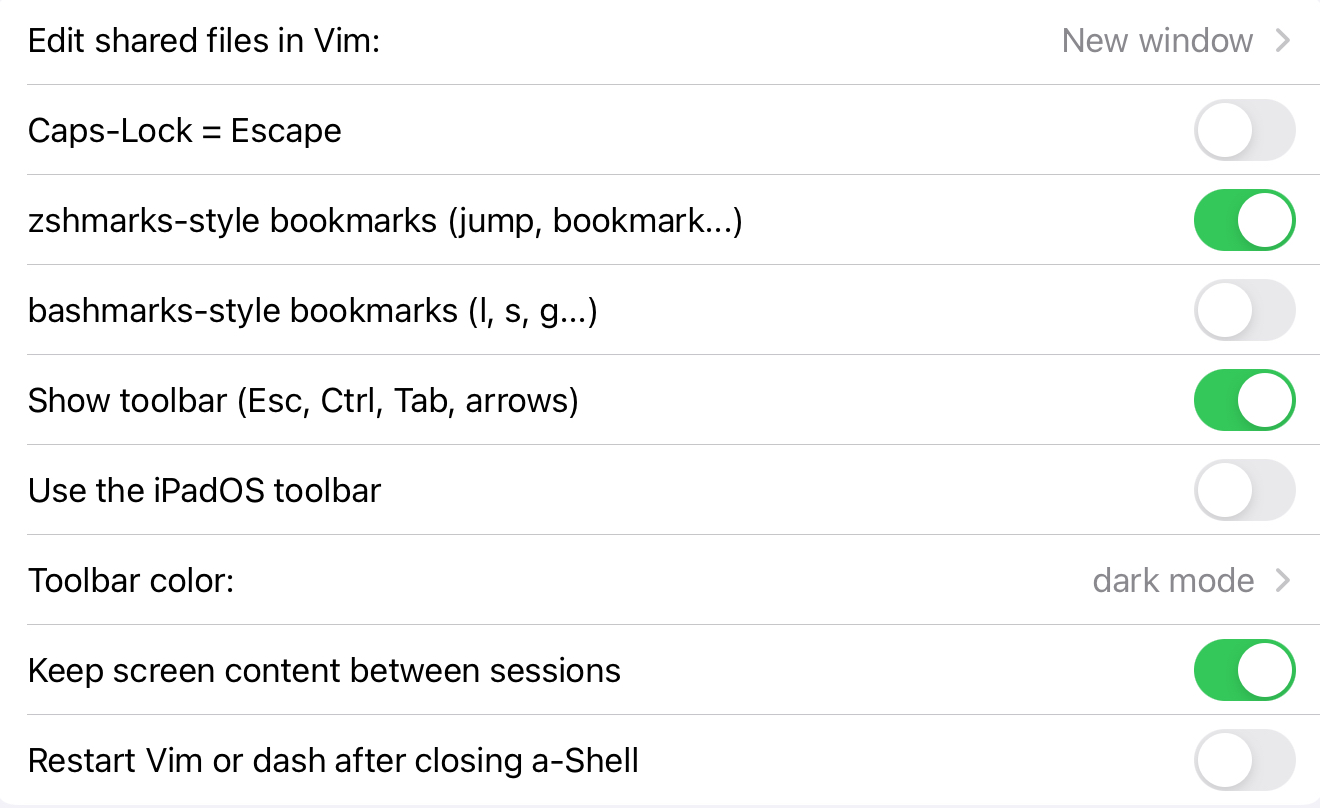 Edit shared files in Vim: New window
Caps-Lock = Escape
zshmarks-style bookmarks (jump, bookmark...)
bashmarks-style bookmarks (l, s, g...)
Show toolbar (Esc, Ctrl, Tab, arrows)
Use the iPadOS toolbar
Toolbar color: dark mode
Keep screen content between sessions
Restart Vim or dash after closing a-Shell